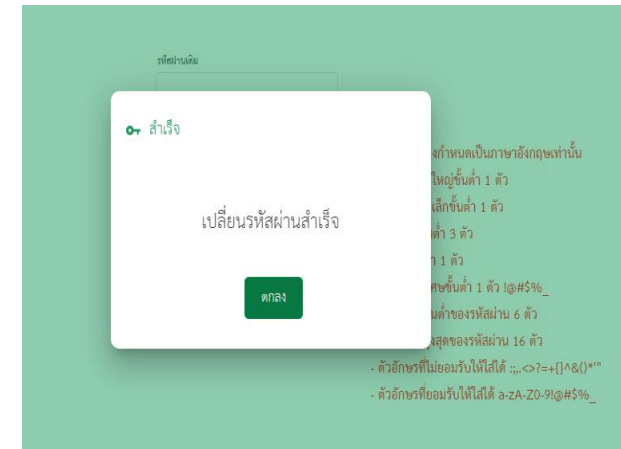 รหัสผ่านเดิม
สำเร็จ
เปลี่ยนรหัสผ่านสำเร็จ
ตกลง
กำหนดเป็นภาษาอังกฤษเท่านั้น
ใหญ่ขั้นต่ำ 1 ตัว
เล็กขั้นต่ำ 1 ตัว
ต่ำ 3 ตัว
1 ตัว
ขั้นต่ำ 1 ตัว !@#$%_
ต่ำของรหัสผ่าน 6 ตัว
สุดของรหัสผ่าน 16 ตัว
- ตัวอักษรที่ไม่ยอมรับให้ใส่ได้ :;,.<>?=+{}^&()*'"
- ตัวอักษรที่ยอมรับให้ใส่ได้ a-zA-Z0-9!@#$%_